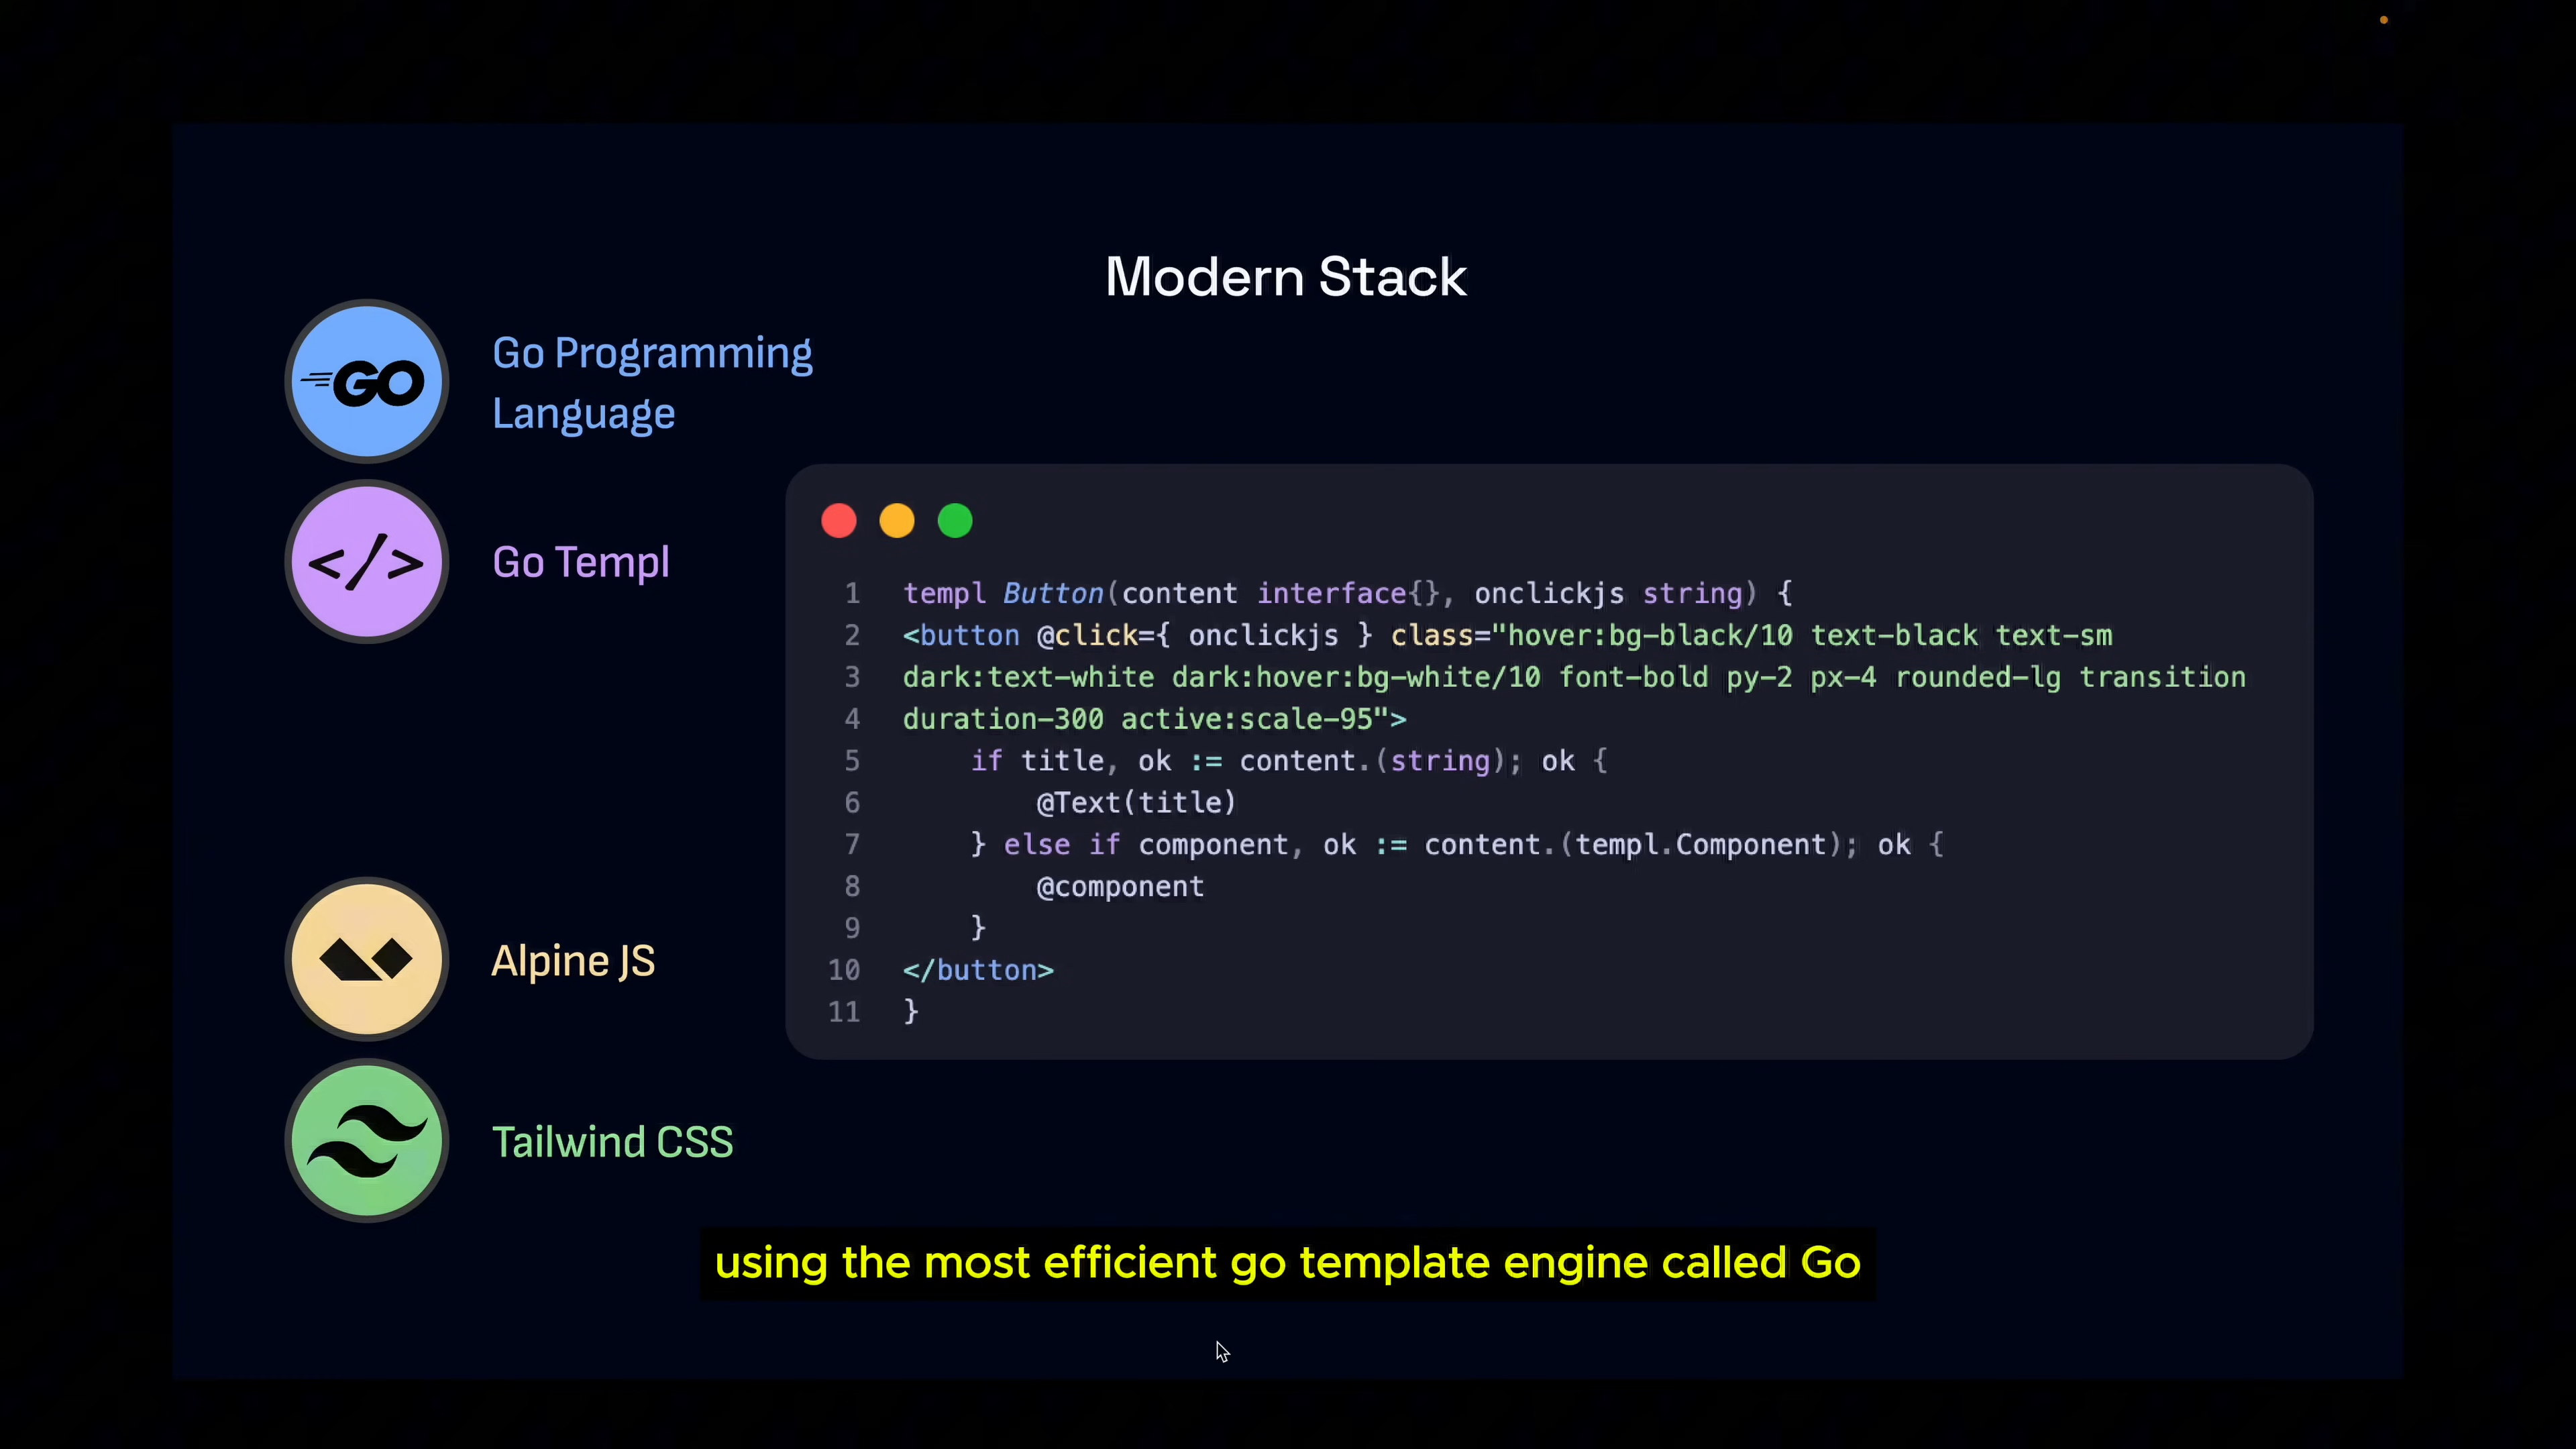 Modern Stack
GO
Go Programming
Language
</>
Go Templ
Alpine JS
Tailwind CSS
1 templ Button(content interface{}, onclickjs string) {
2 <button @click={ onclickjs } class="hover:bg-black/10 text-black text-sm
3 dark:text-white dark:hover:bg-white/10 font-bold py-2 px-4 rounded-lg transition
4 duration-300 active:scale-95">
5     if title, ok := content.(string); ok {
6         @Text(title)
7     } else if component, ok := content.(templ.Component); ok {
8         @component
9     }
10 </button>
11 }
using the most efficient go template engine called Go